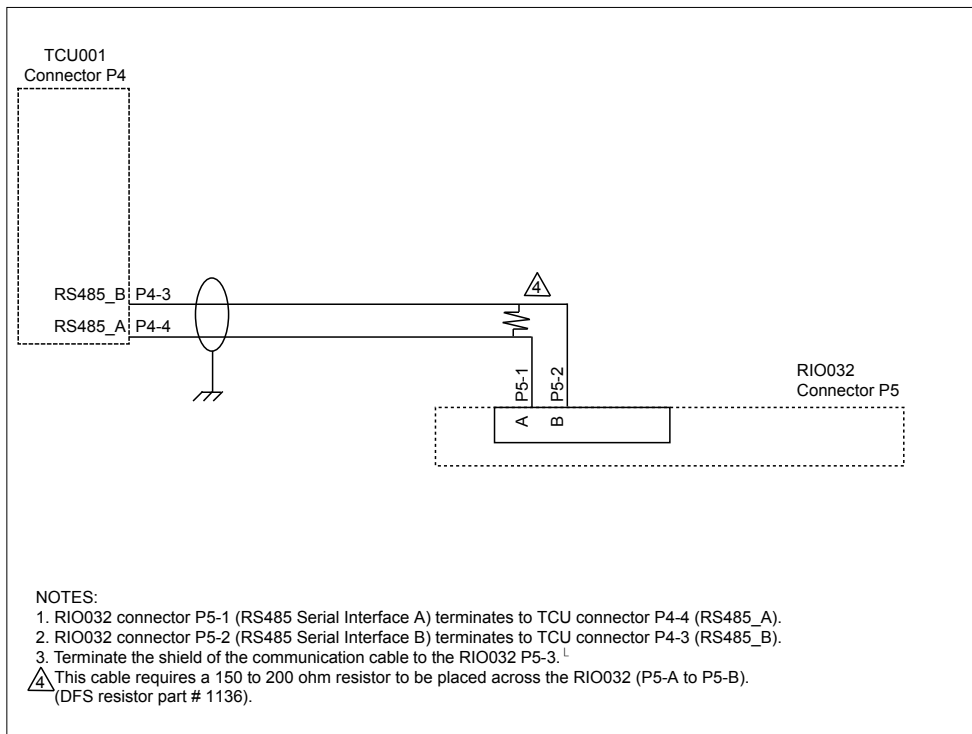 TCU001
Connector P4
RS485_B P4-3
4
RS485_A P4-4
P5-1
P5-2
RIO032
Connector P5
A
B
NOTES:
1. RIO032 connector P5-1 (RS485 Serial Interface A) terminates to TCU connector P4-4 (RS485_A).
2. RIO032 connector P5-2 (RS485 Serial Interface B) terminates to TCU connector P4-3 (RS485_B).
3. Terminate the shield of the communication cable to the RIO032 P5-3.
4 This cable requires a 150 to 200 ohm resistor to be placed across the RIO032 (P5-A to P5-B).
(DFS resistor part # 1136).